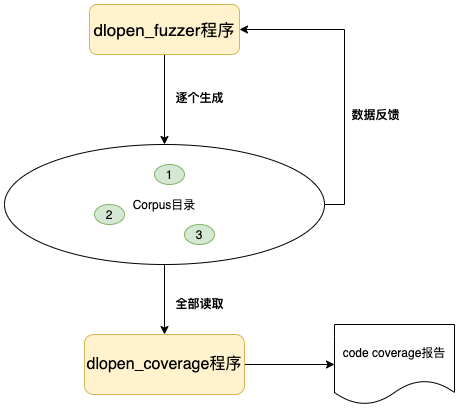 dlopen_fuzzer程序
逐个生成
数据反馈
1
Corpus目录
2
3
全部读取
dlopen_coverage程序
code coverage报告